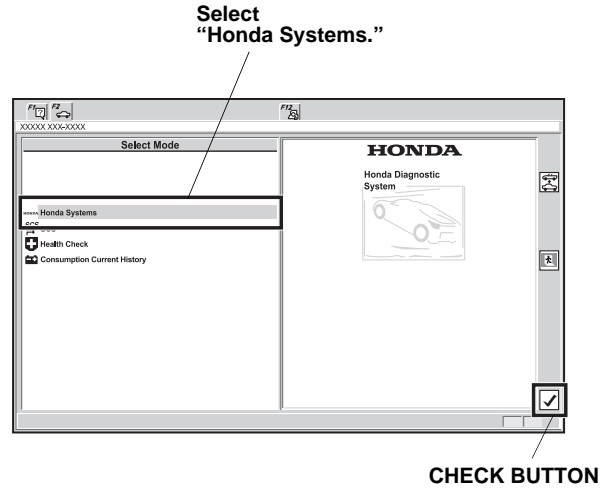 Select
“Honda Systems.”
F1 F2 F12
XXXXX XXX-XXXX
Select Mode
HONDA
Honda Diagnostic
System
HONDA Honda Systems
SCS
Health Check
Consumption Current History
CHECK BUTTON